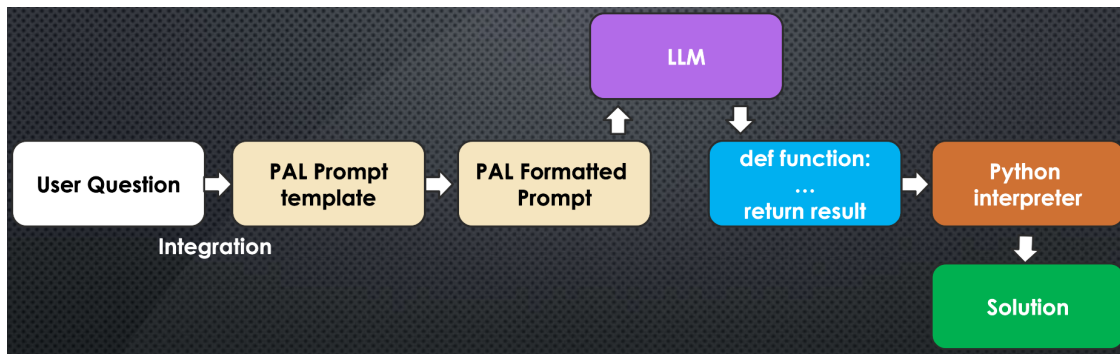 LLM
User Question
PAL Prompt
template
PAL Formatted
Prompt
def function:
...
return result
Python
interpreter
Integration
Solution